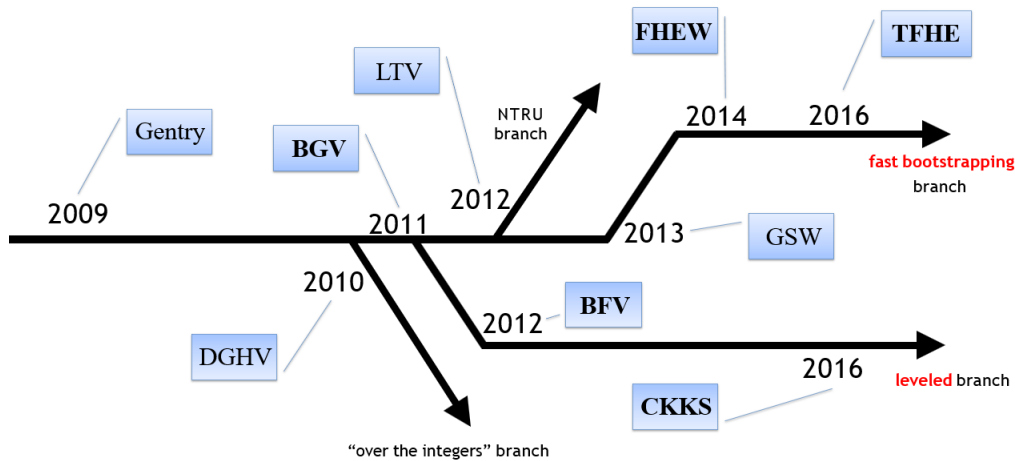 FHEW
TFHE
LTV
Gentry
NTRU
branch
2014
2016
BGV
fast bootstrapping
branch
2009
2011
2012
2013
GSW
2010
2012
BFV
DGHV
2016
leveled branch
CKKS
“over the integers” branch